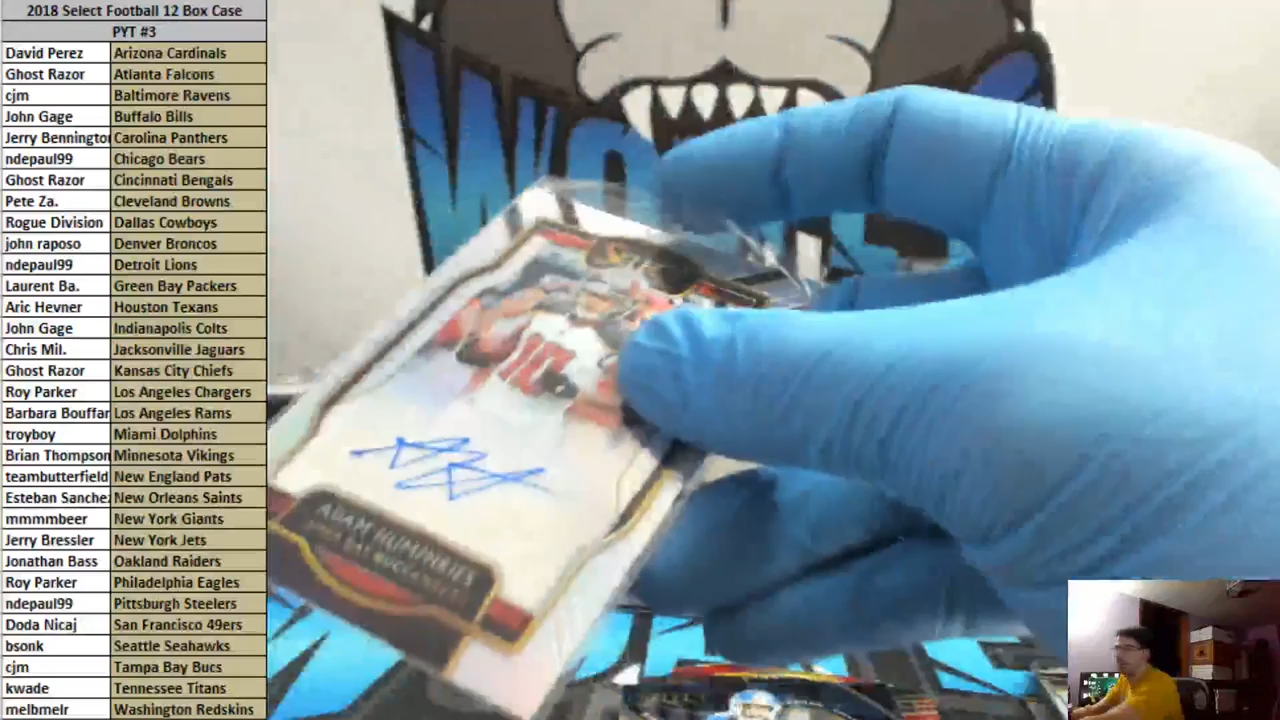 2018 Select Football 12 Box Case
PYT #3
David Perez Arizona Cardinals
Ghost Razor Atlanta Falcons
cjm Baltimore Ravens
John Gage Buffalo Bills
Jerry Benningto Carolina Panthers
ndepaul99 Chicago Bears
Ghost Razor Cincinnati Bengals
Pete Za. Cleveland Browns
Rogue Division Dallas Cowboys
john raposo Denver Broncos
ndepaul99 Detroit Lions
Laurent Ba. Green Bay Packers
Aric Hevner Houston Texans
John Gage Indianapolis Colts
Chris Mil. Jacksonville Jaguars
Ghost Razor Kansas City Chiefs
Roy Parker Los Angeles Chargers
Barbara Bouffar Los Angeles Rams
troyboy Miami Dolphins
Brian Thompson Minnesota Vikings
teambutterfield New England Pats
Esteban Sanchez New Orleans Saints
mmmmbeer New York Giants
Jerry Bressler New York Jets
Jonathan Bass Oakland Raiders
Roy Parker Philadelphia Eagles
ndepaul99 Pittsburgh Steelers
Doda Nicaj San Francisco 49ers
bsonk Seattle Seahawks
cjm Tampa Bay Bucs
kwade Tennessee Titans
melbmelr Washington Redskins
ADAM HUMPHRIES
TAMPA BAY BUCCANEERS